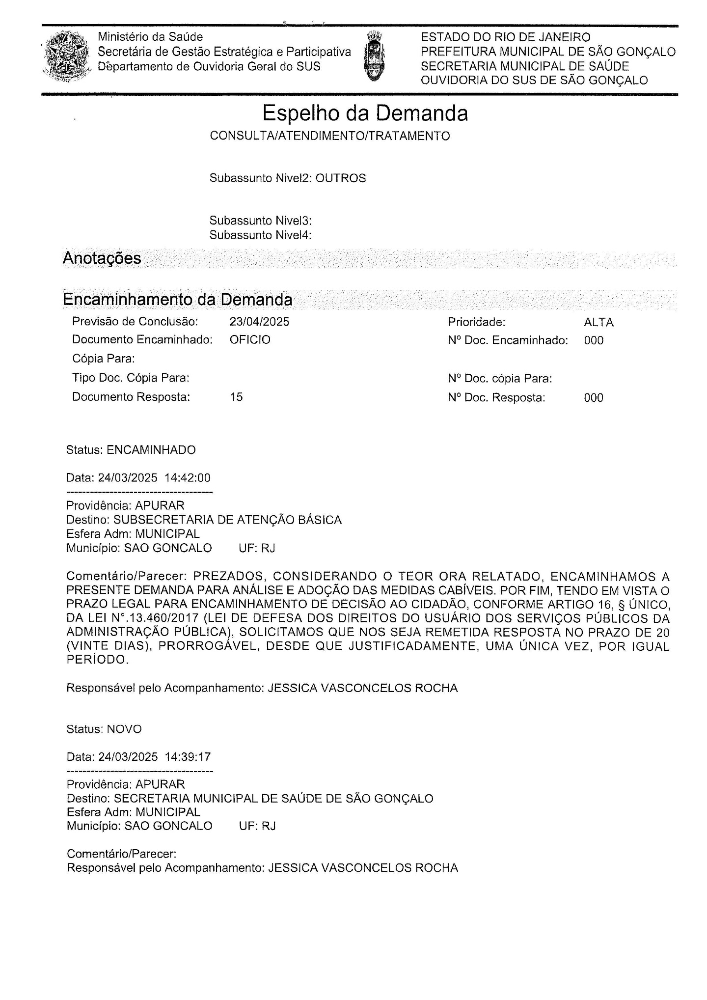 Ministério da Saúde
Secretária de Gestão Estratégica e Participativa
Departamento de Ouvidoria Geral do SUS
ESTADO DO RIO DE JANEIRO
PREFEITURA MUNICIPAL DE SÃO GONÇALO
SECRETARIA MUNICIPAL DE SAÚDE
OUVIDORIA DO SUS DE SÃO GONÇALO
Espelho da Demanda
CONSULTA/ATENDIMENTO/TRATAMENTO
Subassunto Nivel2: OUTROS
Subassunto Nivel3:
Subassunto Nivel4:
Anotações
Encaminhamento da Demanda
Previsão de Conclusão: 23/04/2025 Prioridade: ALTA
Documento Encaminhado: OFICIO Nº Doc. Encaminhado: 000
Cópia Para:
Tipo Doc. Cópia Para: Nº Doc. cópia Para:
Documento Resposta: 15 Nº Doc. Resposta: 000
Status: ENCAMINHADO
Data: 24/03/2025 14:42:00
-------------------------------------
Providência: APURAR
Destino: SUBSECRETARIA DE ATENÇÃO BÁSICA
Esfera Adm: MUNICIPAL
Município: SAO GONCALO UF: RJ
Comentário/Parecer: PREZADOS, CONSIDERANDO O TEOR ORA RELATADO, ENCAMINHAMOS A
PRESENTE DEMANDA PARA ANÁLISE E ADOÇÃO DAS MEDIDAS CABÍVEIS. POR FIM, TENDO EM VISTA O
PRAZO LEGAL PARA ENCAMINHAMENTO DE DECISÃO AO CIDADÃO, CONFORME ARTIGO 16, § ÚNICO,
DA LEI N°.13.460/2017 (LEI DE DEFESA DOS DIREITOS DO USUÁRIO DOS SERVIÇOS PÚBLICOS DA
ADMINISTRAÇÃO PÚBLICA), SOLICITAMOS QUE NOS SEJA REMETIDA RESPOSTA NO PRAZO DE 20
(VINTE DIAS), PRORROGÁVEL, DESDE QUE JUSTIFICADAMENTE, UMA ÚNICA VEZ, POR IGUAL
PERÍODO.
Responsável pelo Acompanhamento: JESSICA VASCONCELOS ROCHA
Status: NOVO
Data: 24/03/2025 14:39:17
-------------------------------------
Providência: APURAR
Destino: SECRETARIA MUNICIPAL DE SAÚDE DE SÃO GONÇALO
Esfera Adm: MUNICIPAL
Município: SAO GONCALO UF: RJ
Comentário/Parecer:
Responsável pelo Acompanhamento: JESSICA VASCONCELOS ROCHA